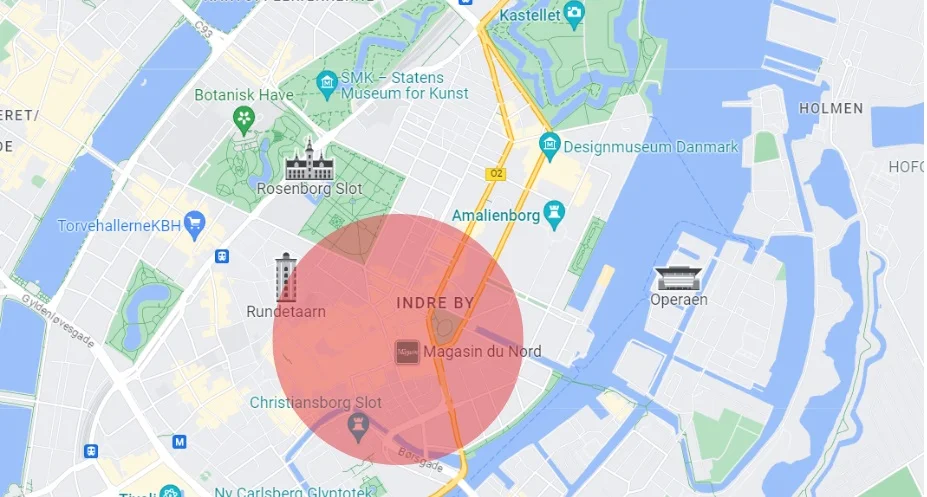 Kastellet
C93
SMK – Statens
Museum for Kunst
Botanisk Have
HOLMEN
ERET/
DE
Designmuseum Danmark
HOFO
O2
Rosenborg Slot
Amalienborg
TorvehallerneKBH
Gyldenløvesgade
Rundetaarn
INDRE BY
Operaen
Magasin
Magasin du Nord
Christiansborg Slot
M
Børsgade
Tivoli
Ny Carlsberg Glyptotek